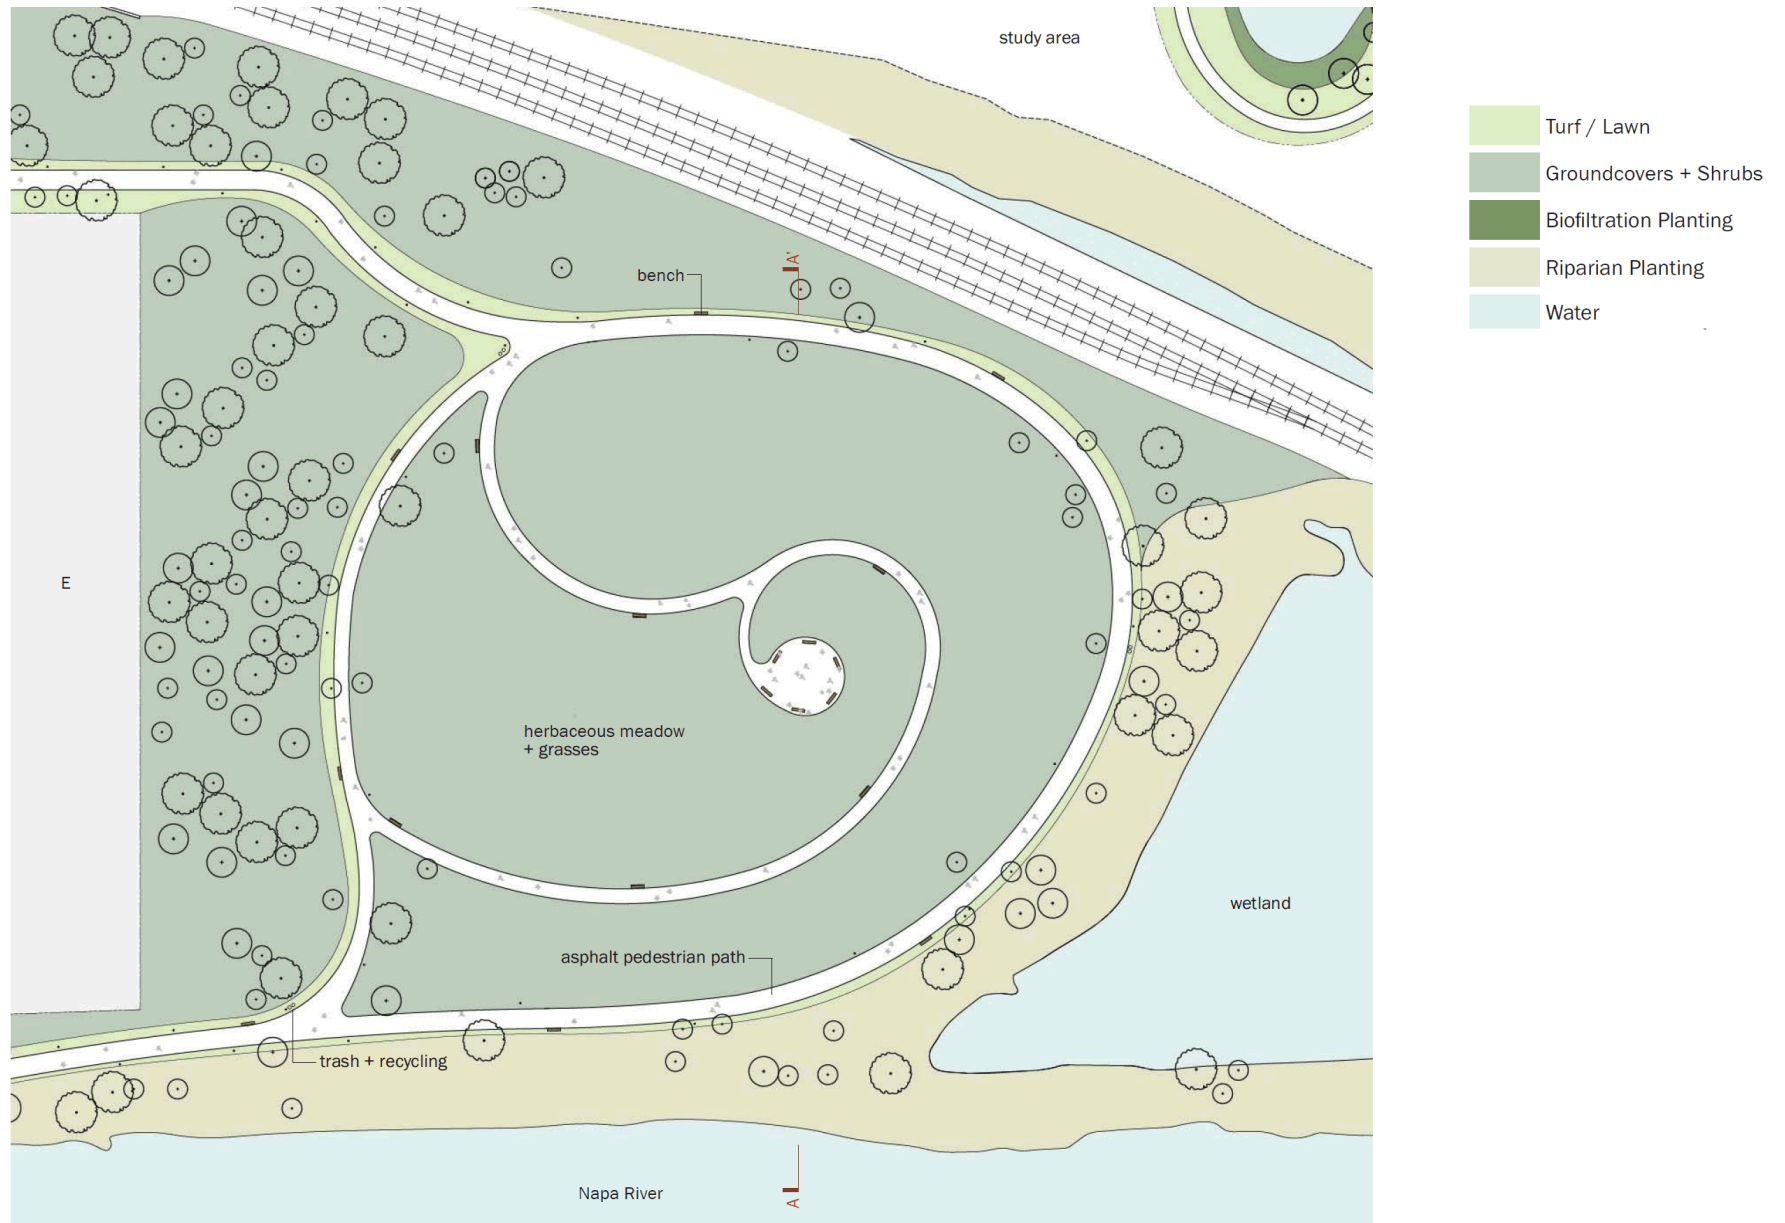 study area
Turf / Lawn
Groundcovers + Shrubs
Biofiltration Planting
Riparian Planting
Water
A'
bench
E
herbaceous meadow
+ grasses
wetland
asphalt pedestrian path
trash + recycling
Napa River
A